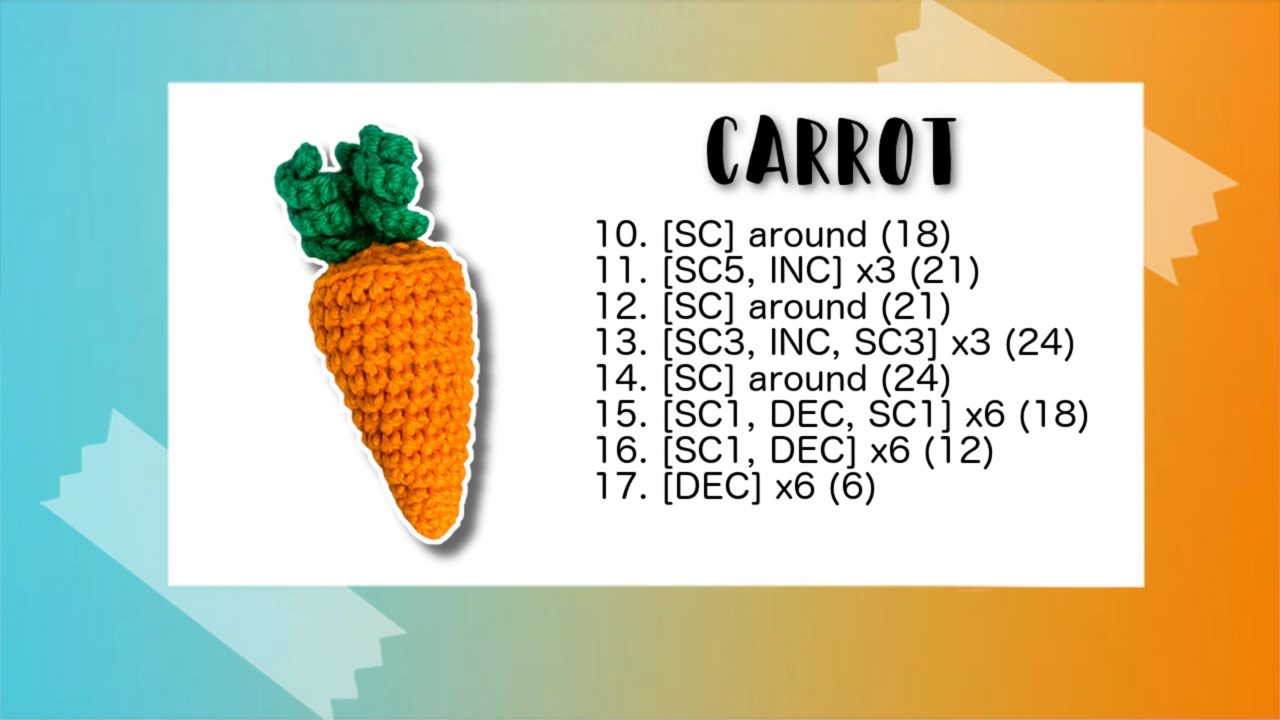 CARROT
10. [SC] around (18)
11. [SC5, INC] x3 (21)
12. [SC] around (21)
13. [SC3, INC, SC3] x3 (24)
14. [SC] around (24)
15. [SC1, DEC, SC1] x6 (18)
16. [SC1, DEC] x6 (12)
17. [DEC] x6 (6)